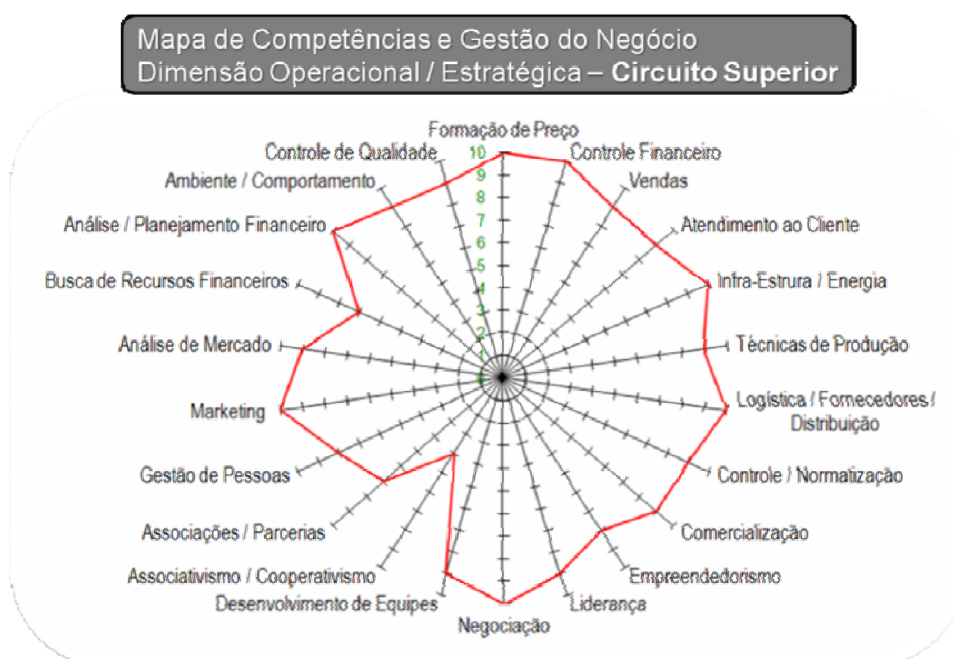 Mapa de Competências e Gestão do Negócio
Dimensão Operacional / Estratégica – Circuito Superior
Formação de Preço
Controle de Qualidade
10
Controle Financeiro
Ambiente / Comportamento
9
Vendas
8
Análise / Planejamento Financeiro
7
Atendimento ao Cliente
6
Busca de Recursos Financeiros
5
Infra-Estrura / Energia
4
3
Análise de Mercado
2
Técnicas de Produção
1
Marketing
Logística / Fornecedores /
Distribuição
Gestão de Pessoas
Controle / Normatização
Associações / Parcerias
Comercialização
Associativismo / Cooperativismo
Empreendedorismo
Desenvolvimento de Equipes
Liderança
Negociação